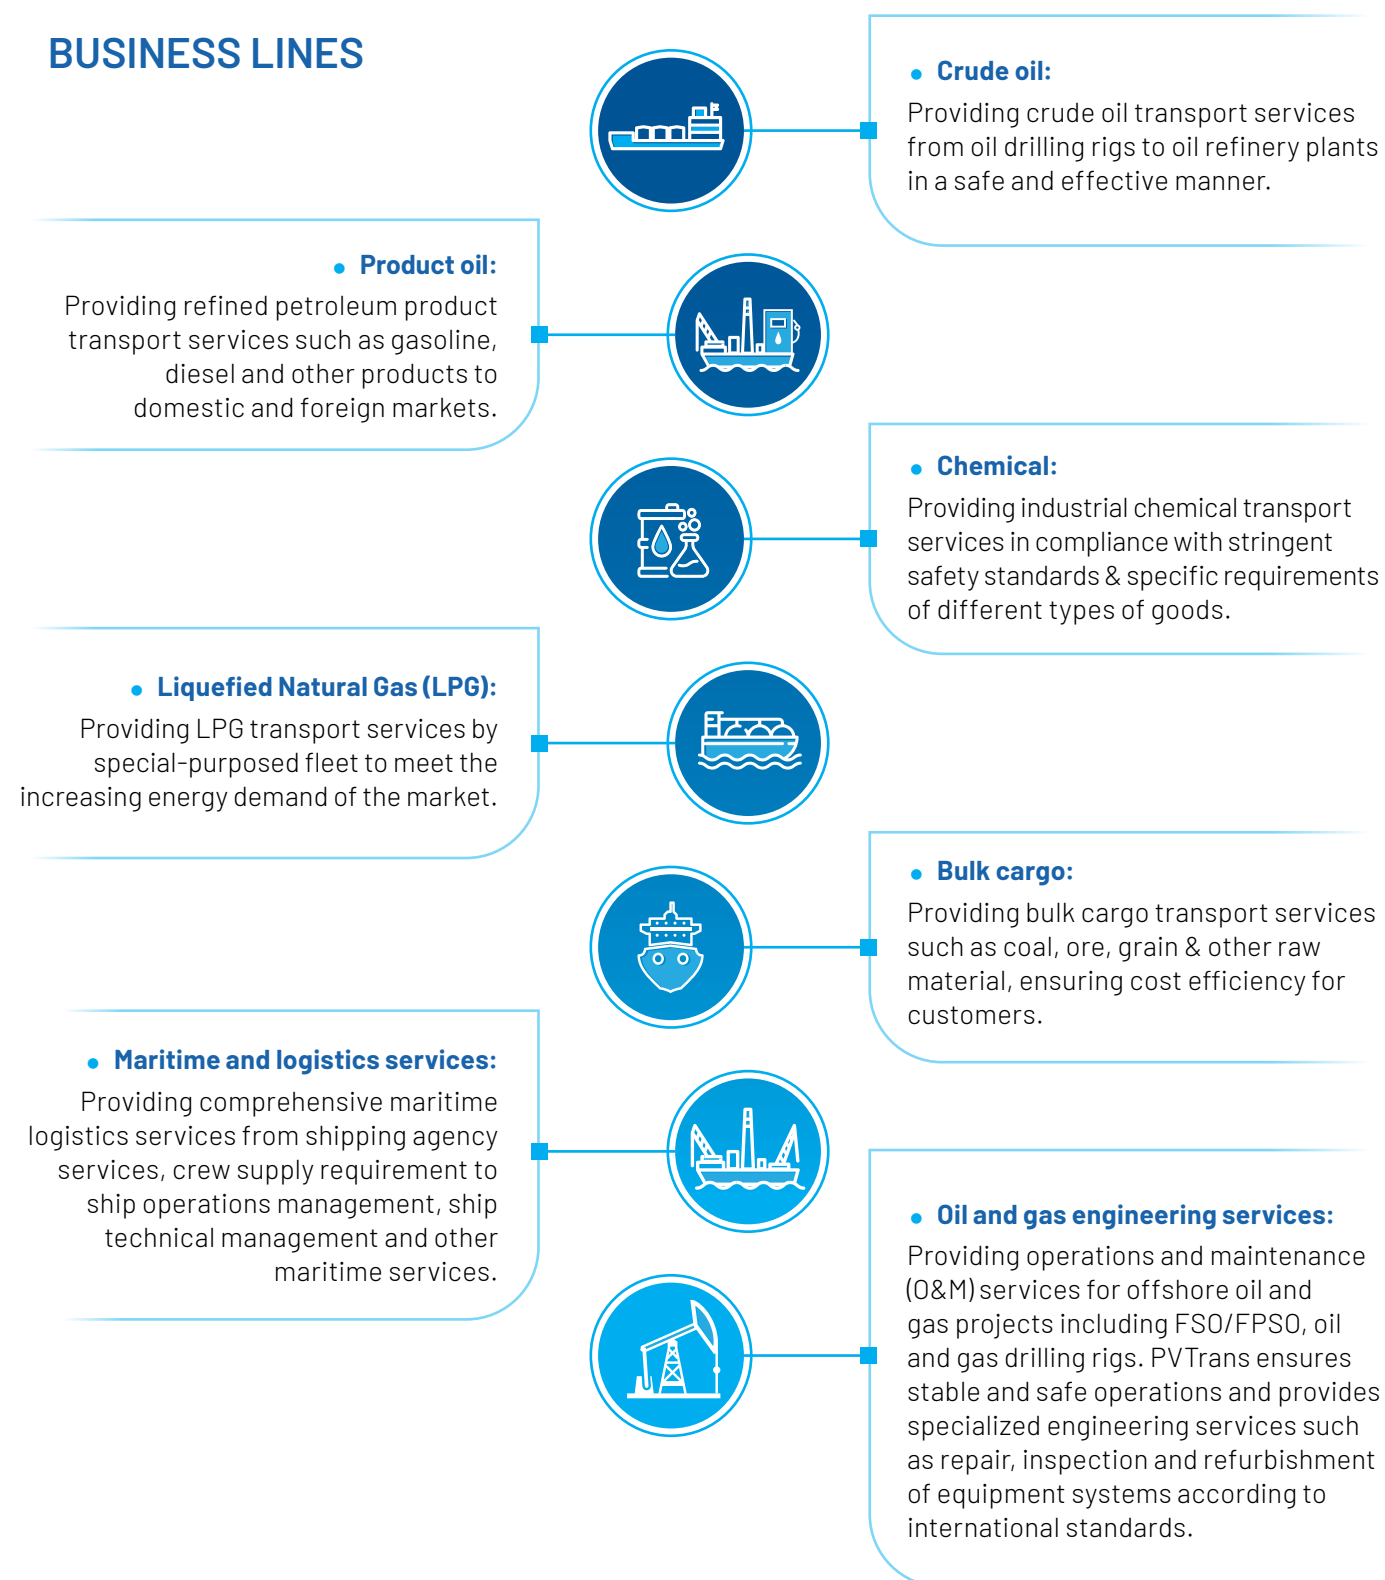 BUSINESS LINES
• Crude oil:
Providing crude oil transport services
from oil drilling rigs to oil refinery plants
in a safe and effective manner.
• Product oil:
Providing refined petroleum product
transport services such as gasoline,
diesel and other products to
domestic and foreign markets.
• Chemical:
Providing industrial chemical transport
services in compliance with stringent
safety standards & specific requirements
of different types of goods.
• Liquefied Natural Gas (LPG):
Providing LPG transport services by
special-purposed fleet to meet the
increasing energy demand of the market.
• Bulk cargo:
Providing bulk cargo transport services
such as coal, ore, grain & other raw
material, ensuring cost efficiency for
customers.
• Maritime and logistics services:
Providing comprehensive maritime
logistics services from shipping agency
services, crew supply requirement to
ship operations management, ship
technical management and other
maritime services.
• Oil and gas engineering services:
Providing operations and maintenance
(O&M) services for offshore oil and
gas projects including FSO/FPSO, oil
and gas drilling rigs. PVTrans ensures
stable and safe operations and provides
specialized engineering services such
as repair, inspection and refurbishment
of equipment systems according to
international standards.